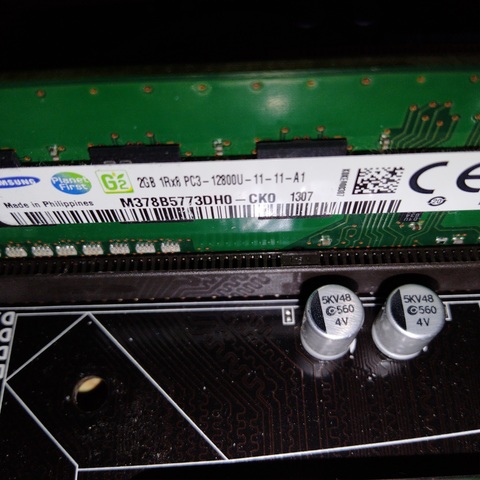 SAMSUNG
Planet First
G2
2GB 1Rx8 PC3-12800U-11-11-A1
Made in Philippines
M378B5773DH0-CK0 1307
CE
5KV48
560
4V
5KV48
560
4V